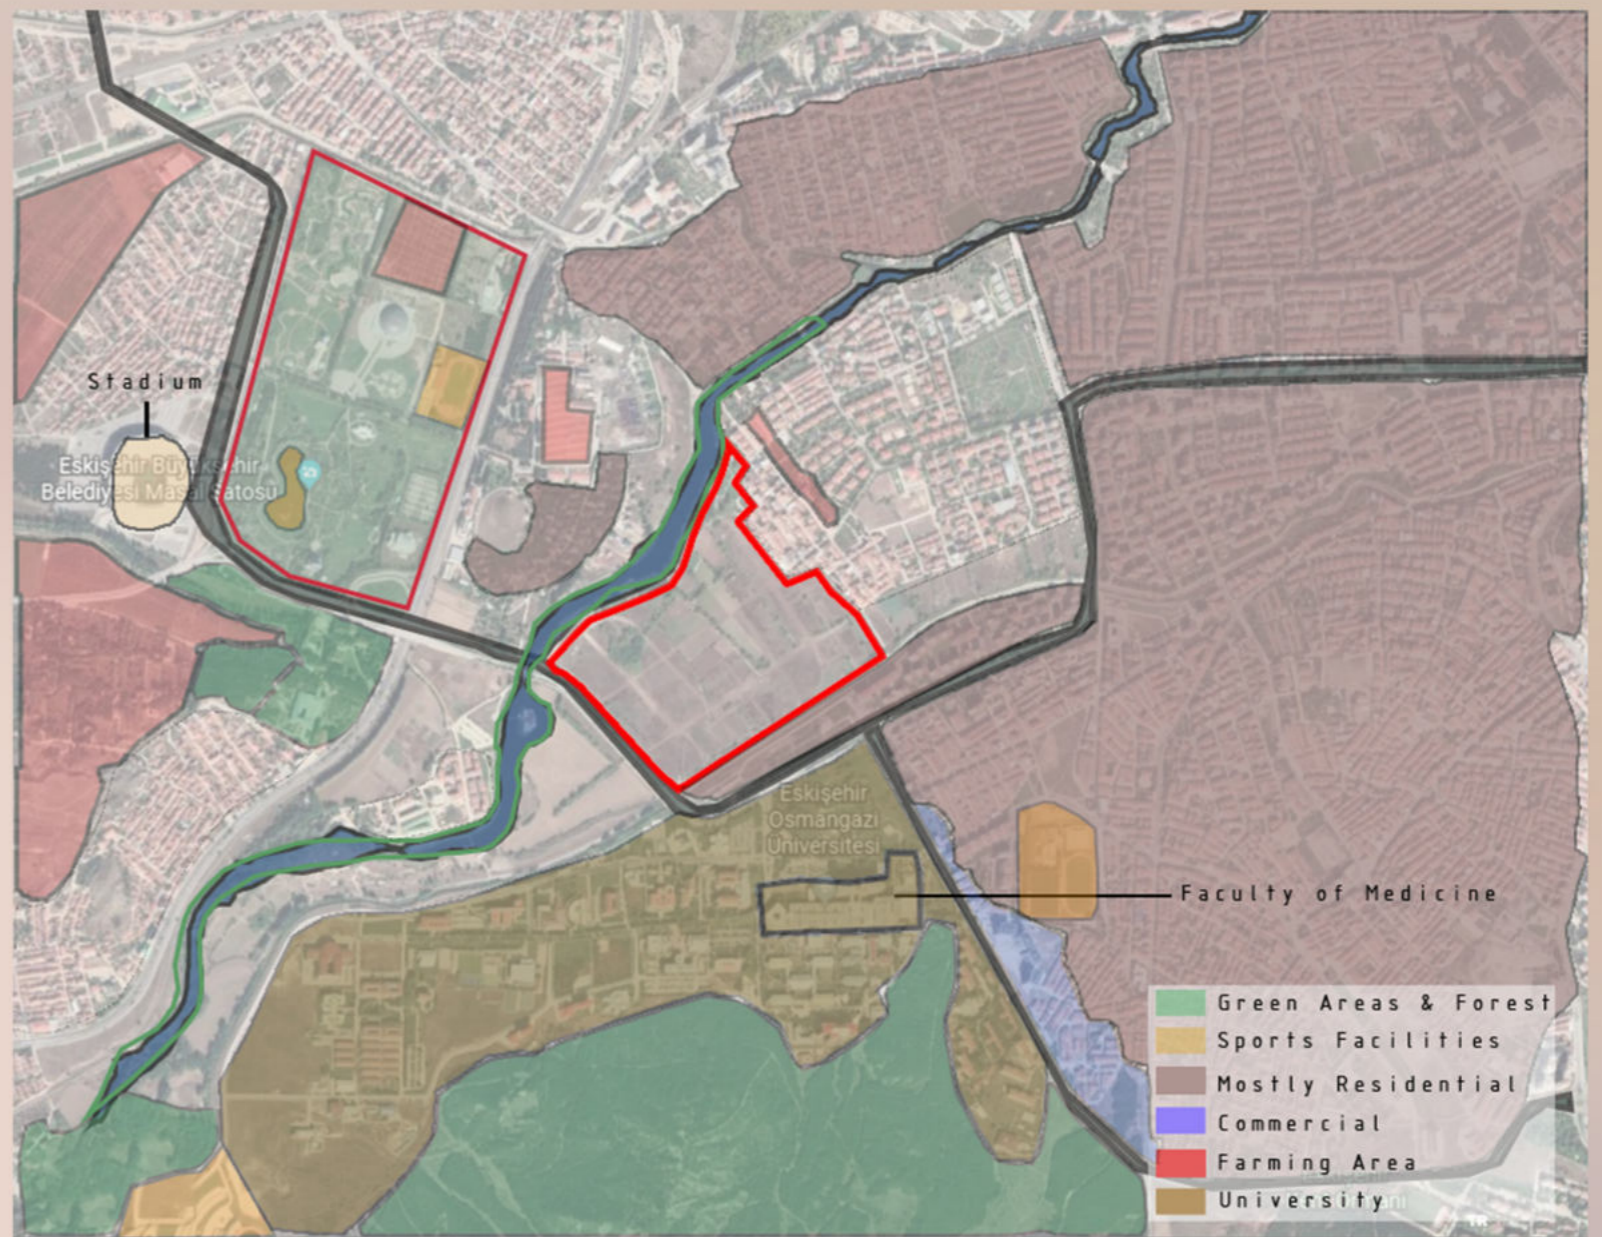 Stadium
Eskişehir Büyükşehir
Belediyesi Masal Şatosu
Eskişehir
Osmangazi
Üniversitesi
Faculty of Medicine
Green Areas & Forest
Sports Facilities
Mostly Residential
Commercial
Farming Area
University